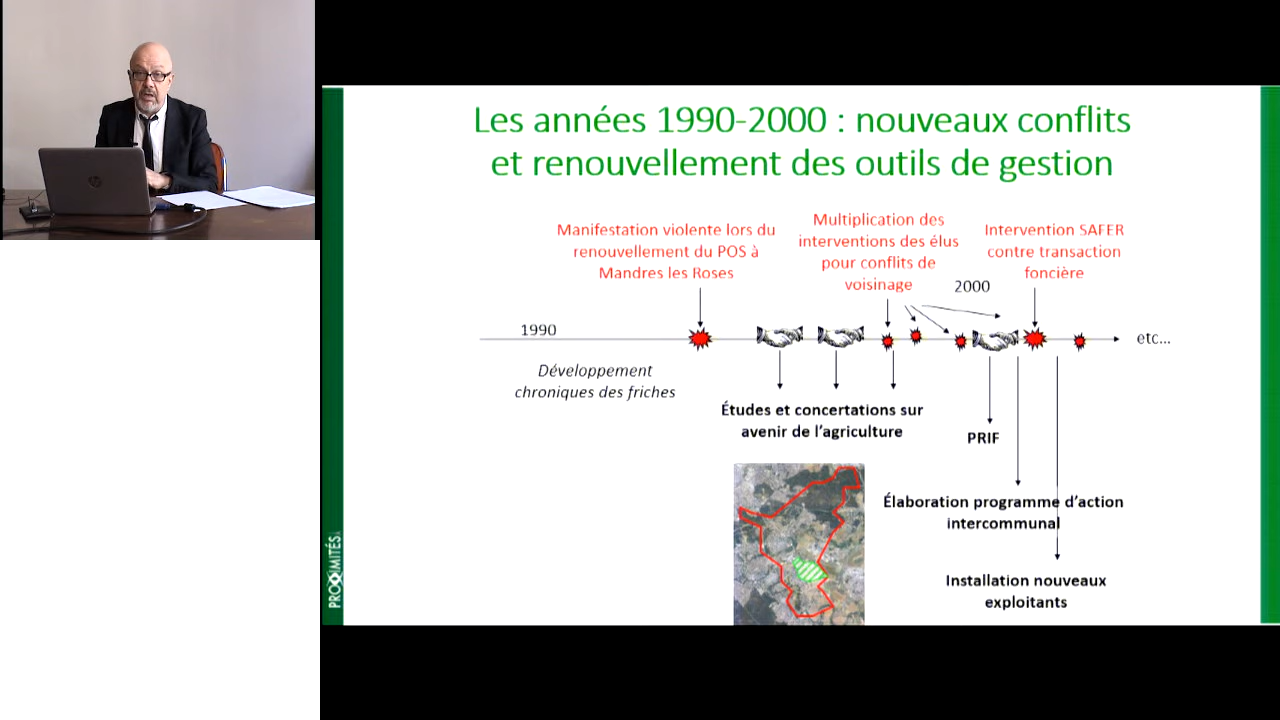 Les années 1990-2000 : nouveaux conflits
et renouvellement des outils de gestion
Manifestation violente lors du
renouvellement du POS à
Mandres les Roses
Multiplication des
interventions des élus
pour conflits de
voisinage
Intervention SAFER
contre transaction
foncière
2000
1990
etc...
Développement
chroniques des friches
Études et concertations sur
avenir de l'agriculture
PRIF
Élaboration programme d'action
intercommunal
Installation nouveaux
exploitants
PROXIMITÉS
hp